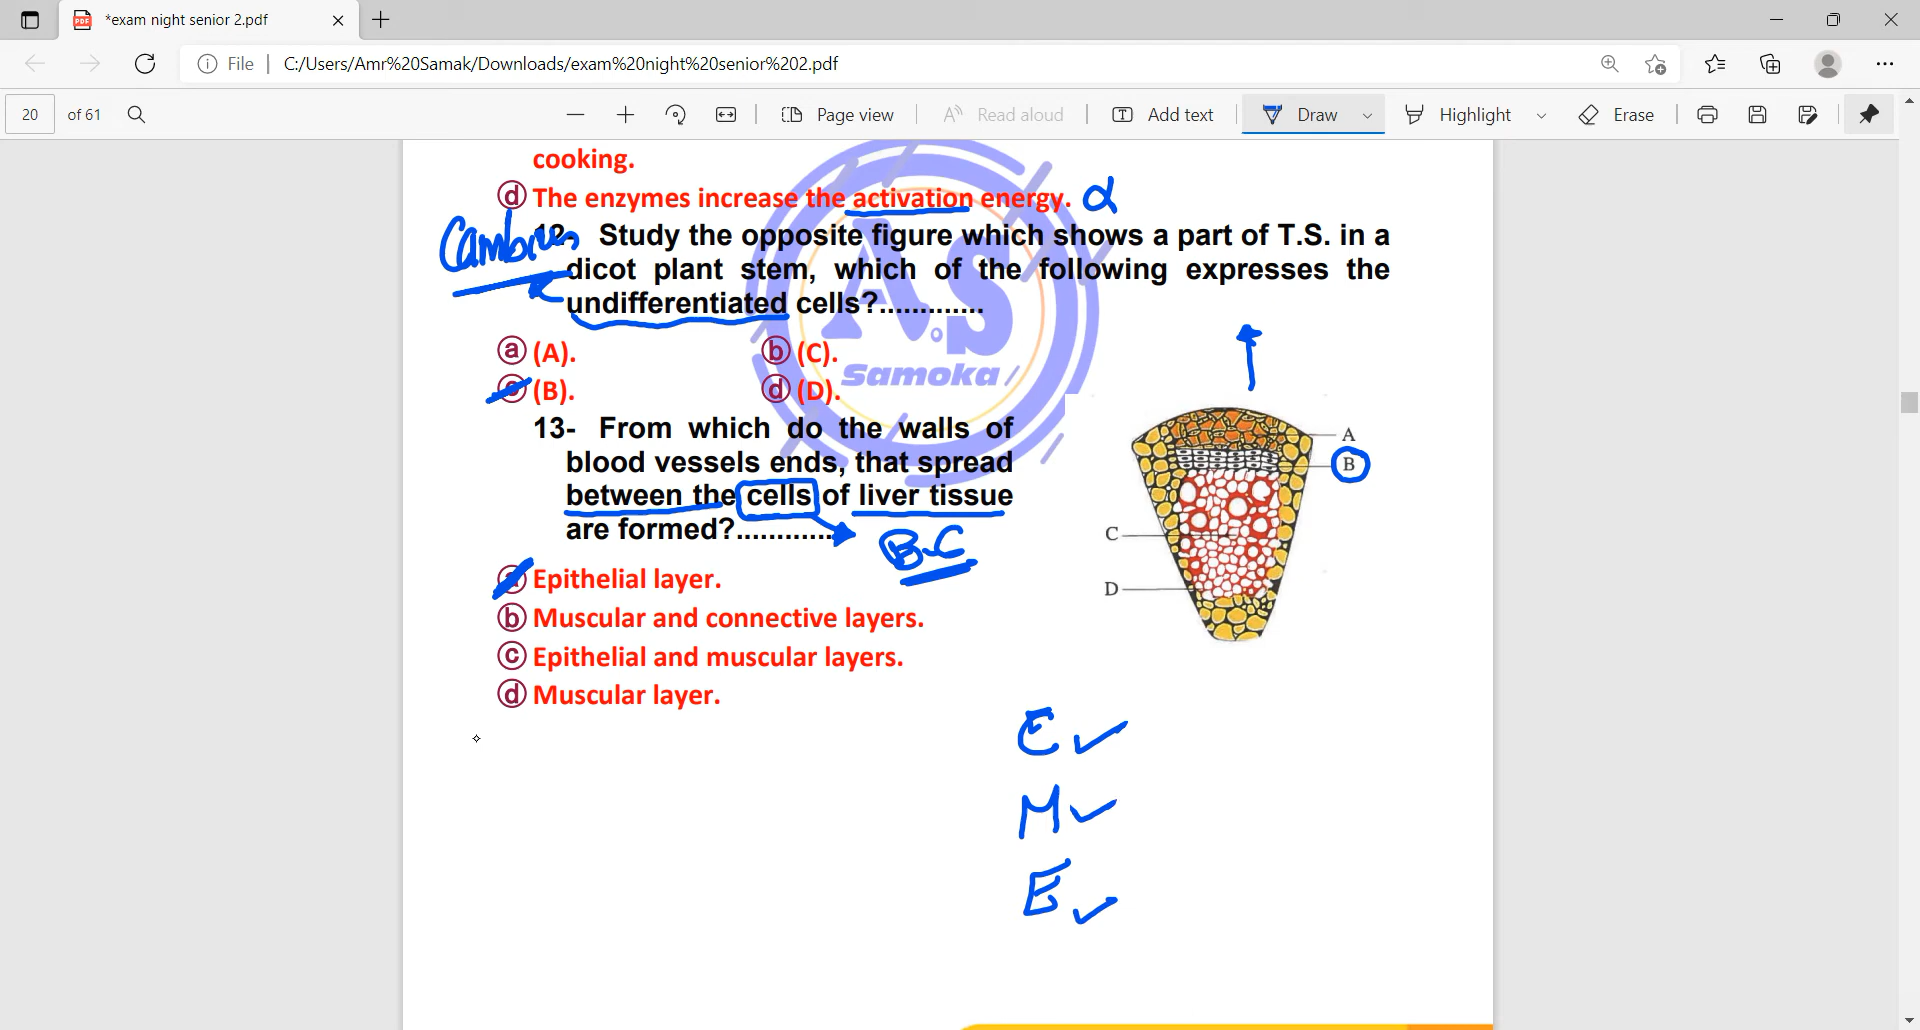 *exam night senior 2.pdf
File | C:/Users/Amr%20Samak/Downloads/exam%20night%20senior%202.pdf
20 of 61 Page view Read aloud Add text Draw Highlight Erase
cooking.
d The enzymes increase the activation energy.
12- Study the opposite figure which shows a part of T.S. in a
dicot plant stem, which of the following expresses the
undifferentiated cells?.............
a (A). b (C).
c (B). d (D).
A.S
Samoka
13- From which do the walls of
blood vessels ends, that spread
between the cells of liver tissue
are formed?............
B.C
a Epithelial layer.
b Muscular and connective layers.
c Epithelial and muscular layers.
d Muscular layer.
A
B
C
D
E
M
E